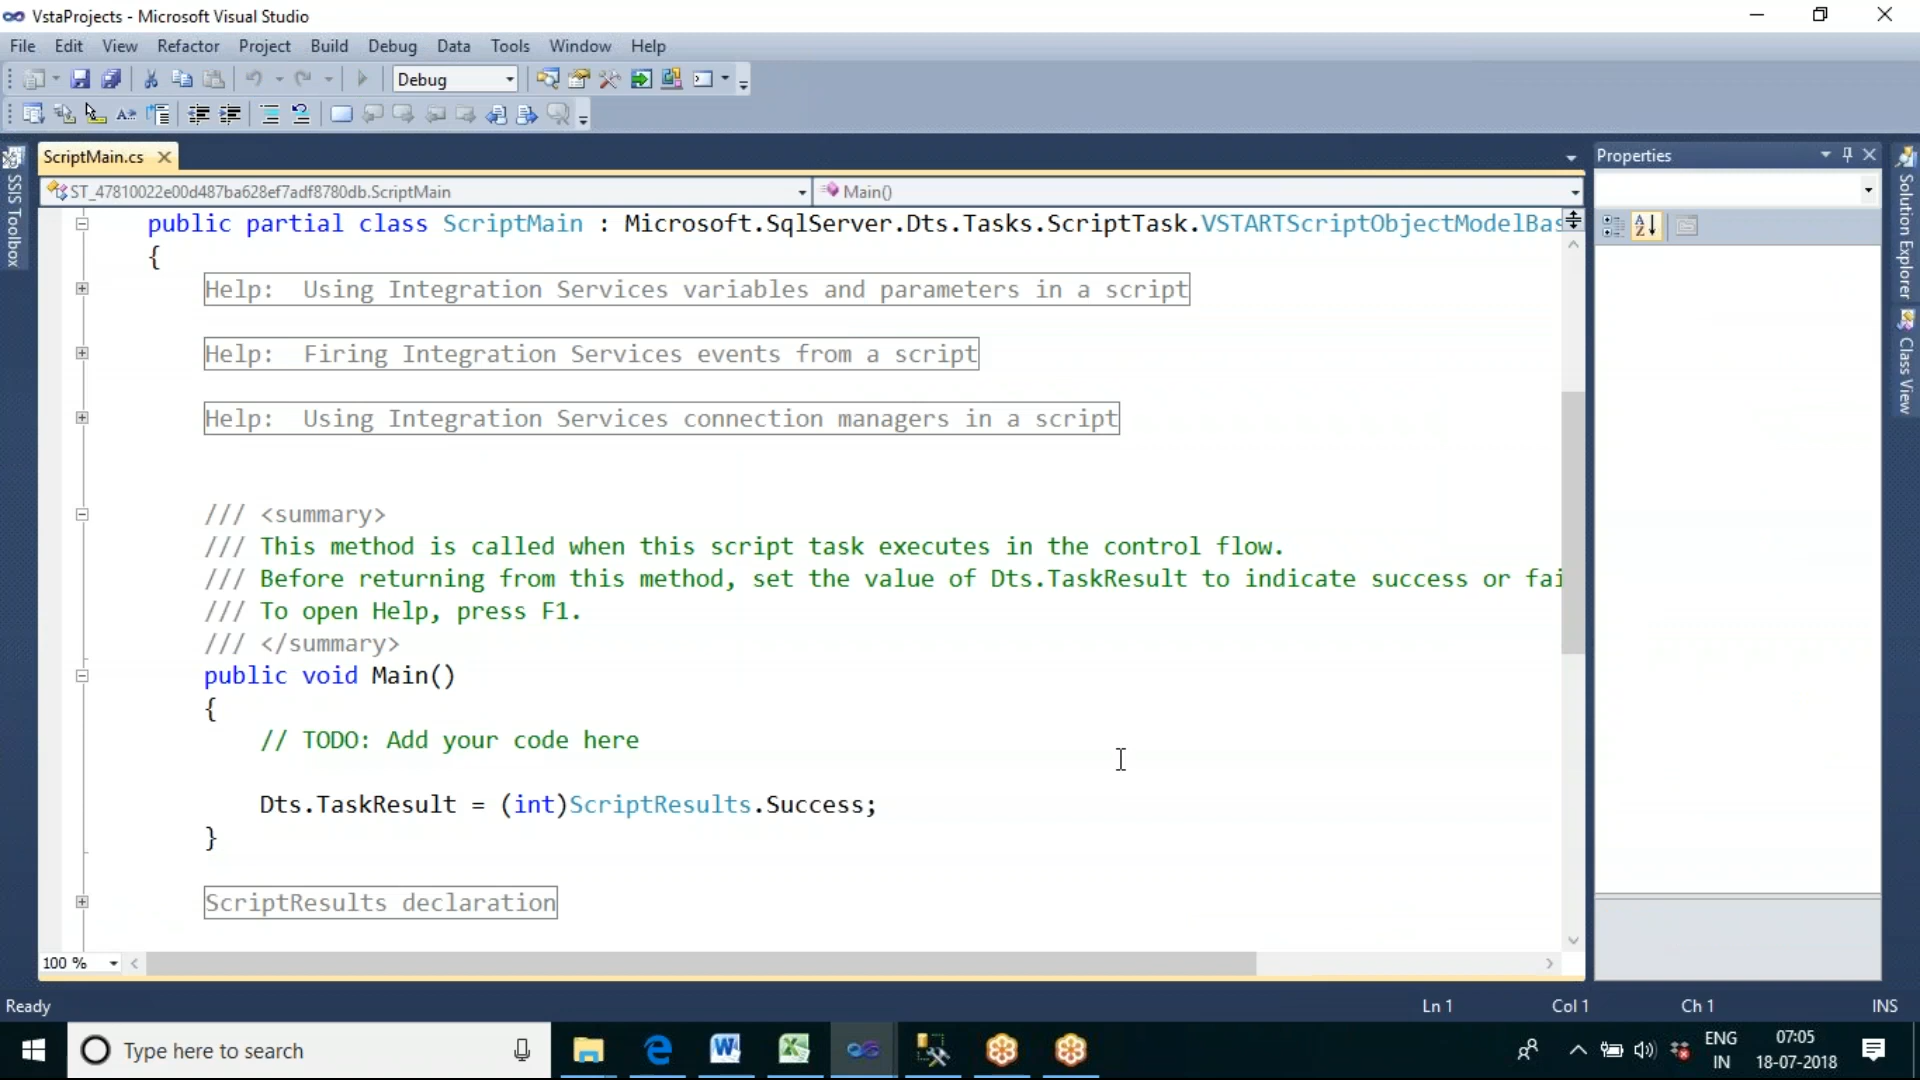 VstaProjects - Microsoft Visual Studio
File Edit View Refactor Project Build Debug Data Tools Window Help
Debug
SSIS Toolbox
ScriptMain.cs
ST_47810022e00d487ba628ef7adf8780db.ScriptMain
Main()
public partial class ScriptMain : Microsoft.SqlServer.Dts.Tasks.ScriptTask.VSTARTScriptObjectModelBas
{
Help:  Using Integration Services variables and parameters in a script
Help:  Firing Integration Services events from a script
Help:  Using Integration Services connection managers in a script
/// <summary>
/// This method is called when this script task executes in the control flow.
/// Before returning from this method, set the value of Dts.TaskResult to indicate success or fai
/// To open Help, press F1.
/// </summary>
public void Main()
{
// TODO: Add your code here
Dts.TaskResult = (int)ScriptResults.Success;
}
ScriptResults declaration
100 %
Properties
Solution Explorer
Class View
Ready
Ln 1 Col 1 Ch 1 INS
Type here to search
ENG
IN
07:05
18-07-2018